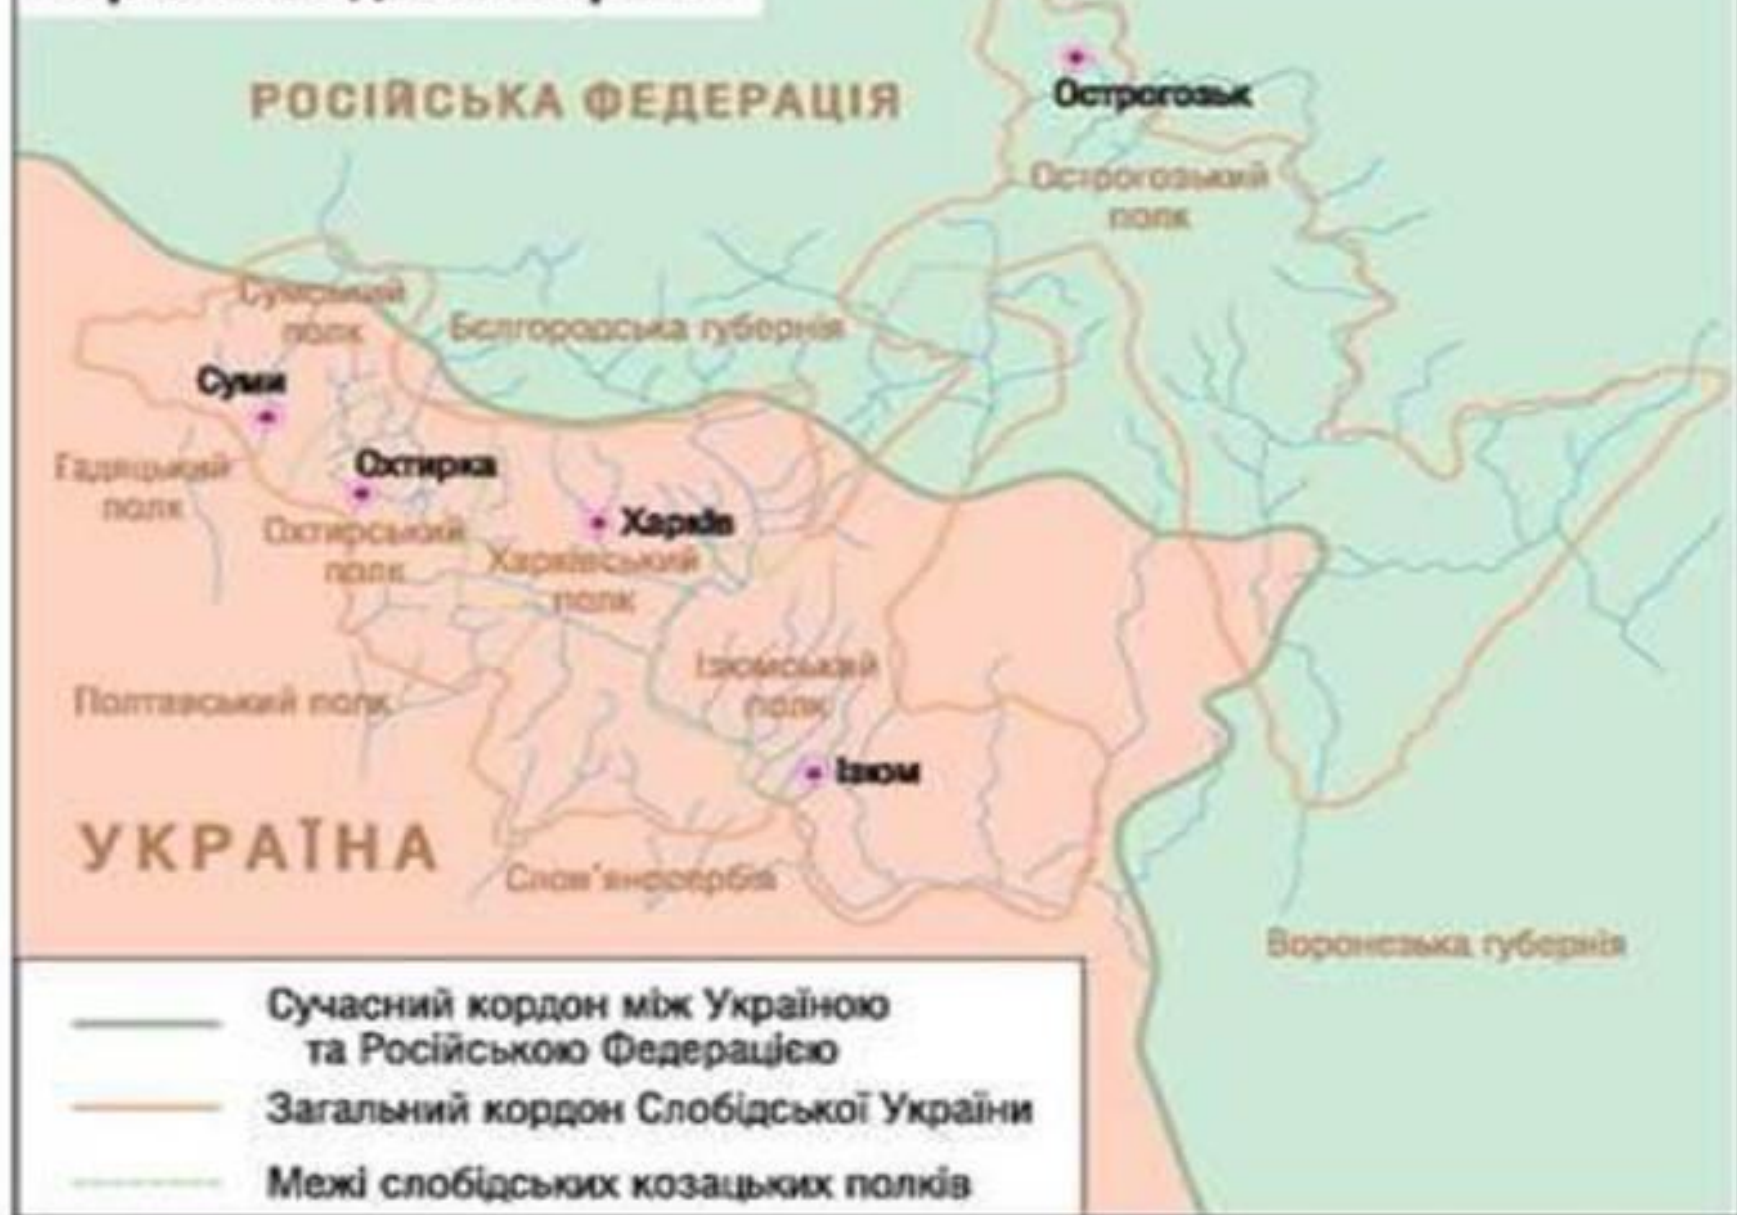 РОСІЙСЬКА ФЕДЕРАЦІЯ
Острогозьк
Острогозький
полк
Сумський
полк
Бєлгородська губернія
Суми
Гадяцький
полк
Охтирка
Охтирський
полк
Харків
Харківський
полк
Ізюмський
полк
Полтавський полк
Ізюм
УКРАЇНА
Слов'яносербія
Воронезька губернія
Сучасний кордон між Україною
та Російською Федерацією
Загальний кордон Слобідської України
Межі слобідських козацьких полків